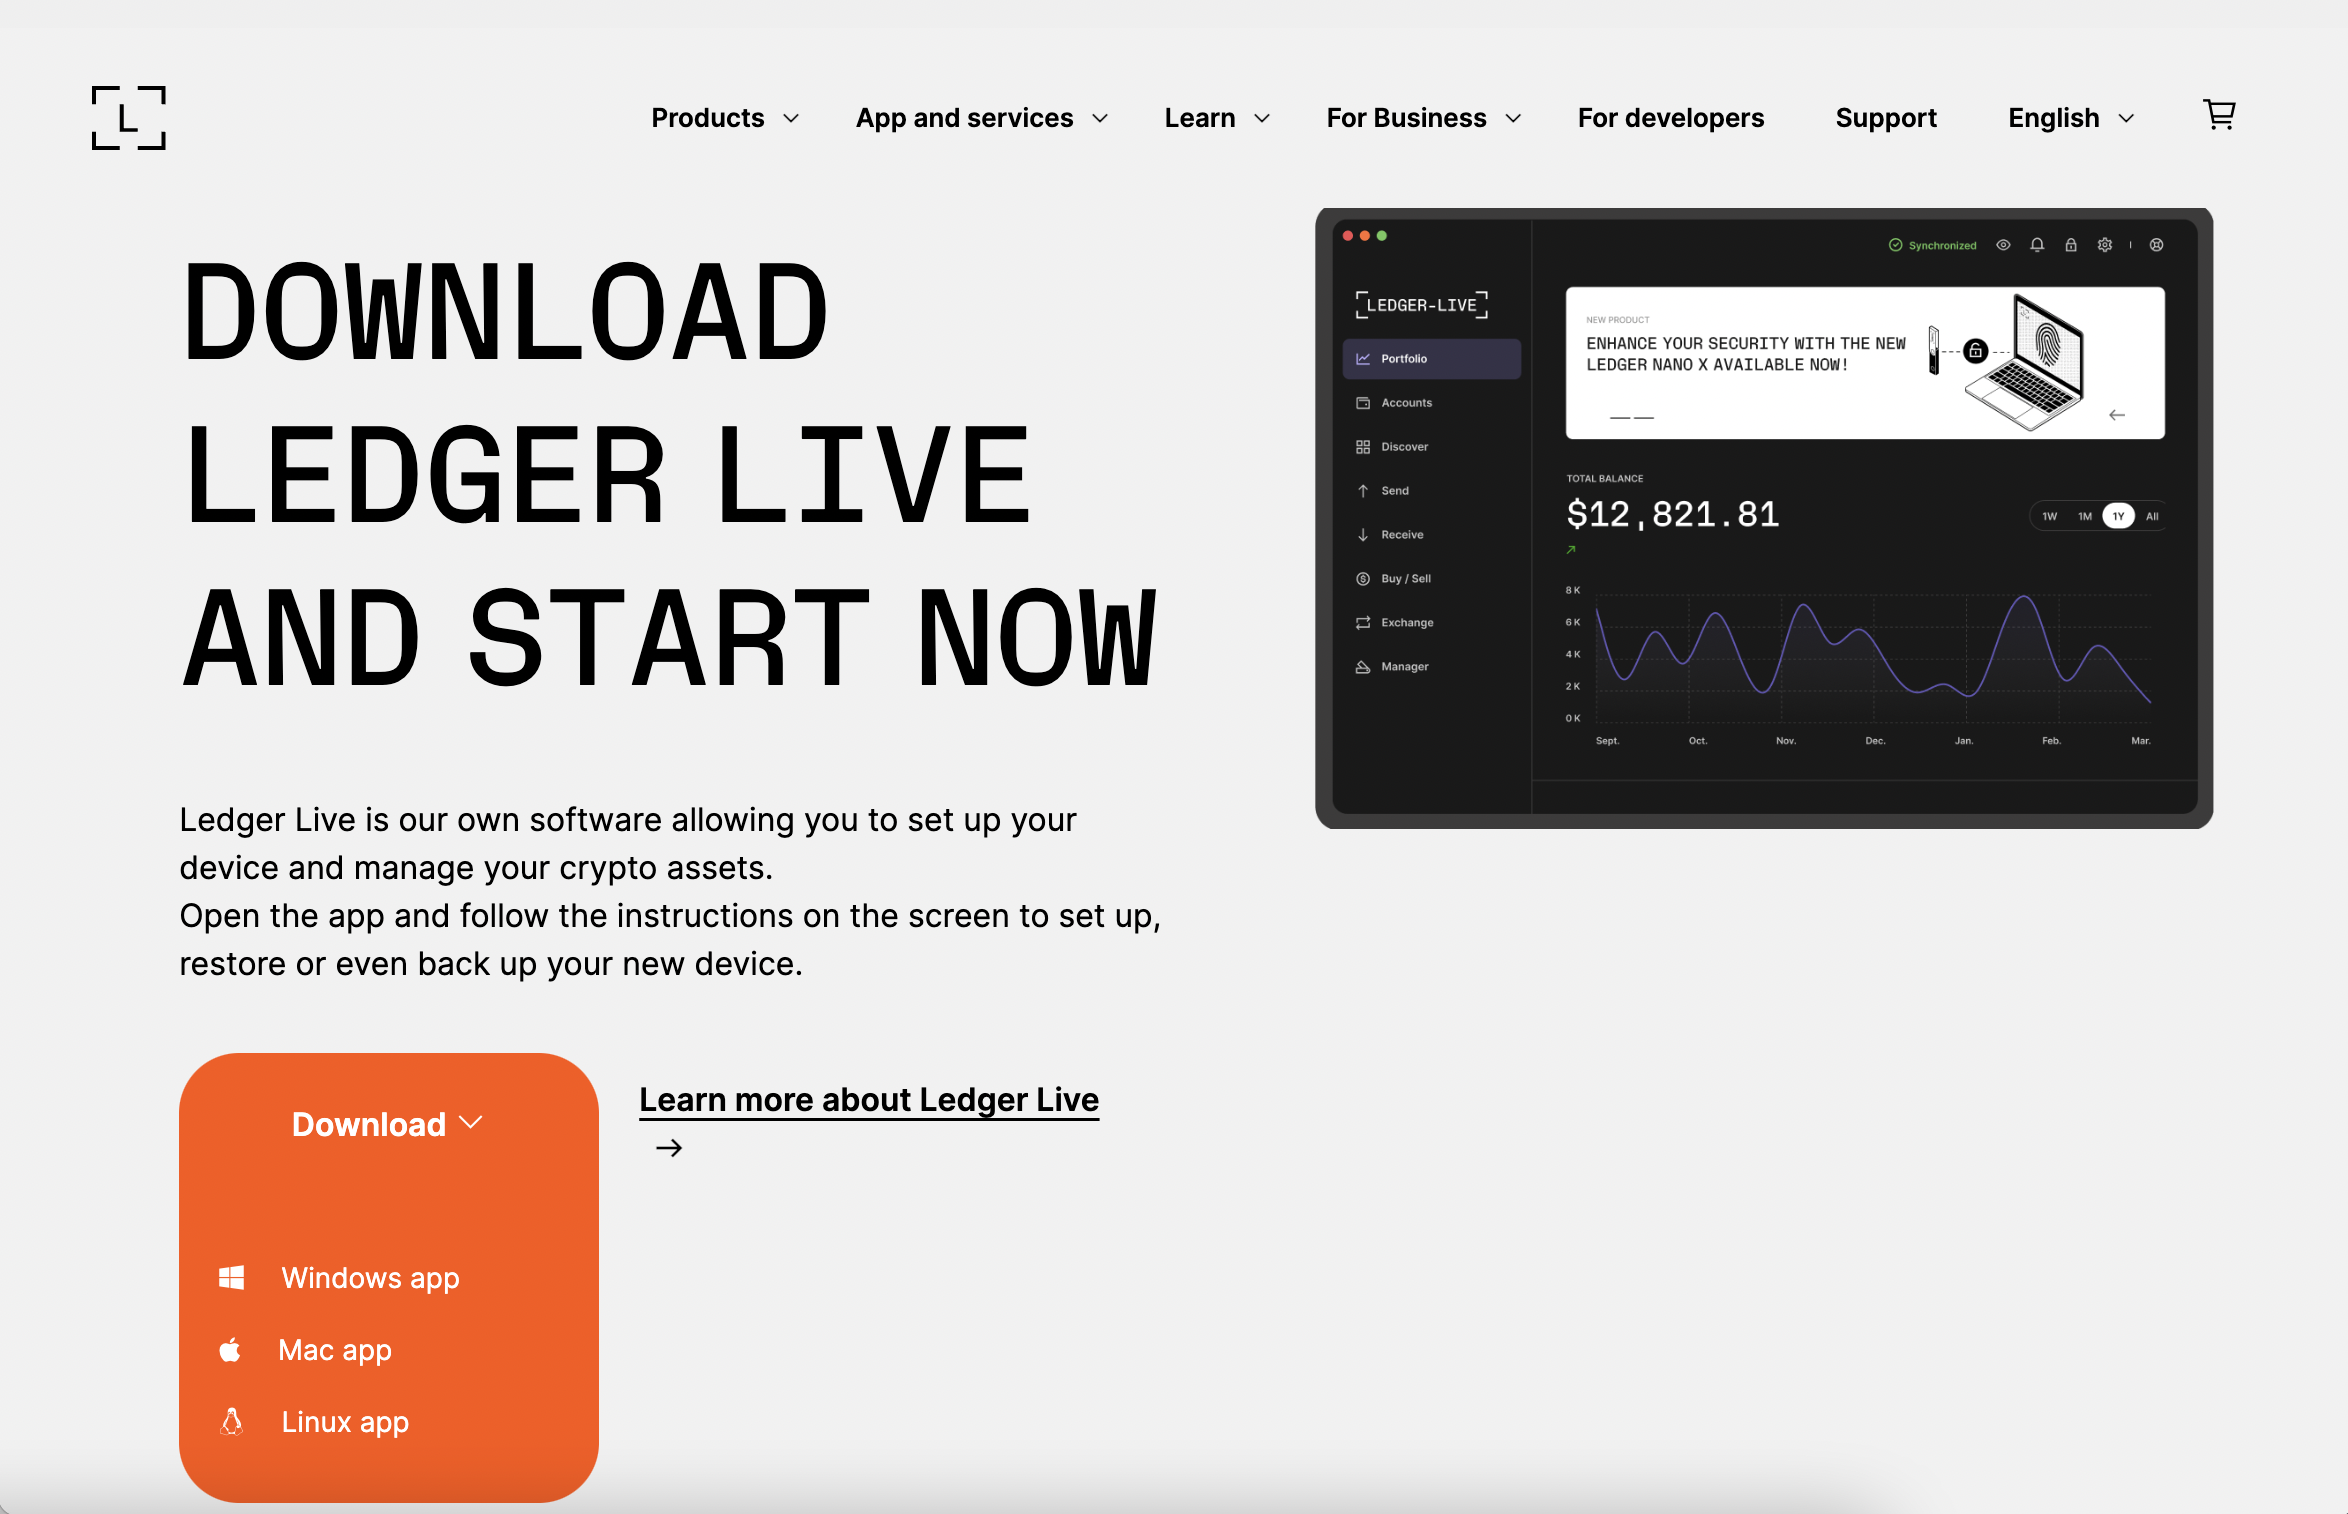 L
Products
App and services
Learn
For Business
For developers
Support
English
DOWNLOAD
LEDGER LIVE
AND START NOW
Ledger Live is our own software allowing you to set up your
device and manage your crypto assets.
Open the app and follow the instructions on the screen to set up,
restore or even back up your new device.
Download
Windows app
Mac app
Linux app
Learn more about Ledger Live
Synchronized
LEDGER-LIVE
Portfolio
Accounts
Discover
Send
Receive
Buy / Sell
Exchange
Manager
NEW PRODUCT
ENHANCE YOUR SECURITY WITH THE NEW
LEDGER NANO X AVAILABLE NOW!
TOTAL BALANCE
$12,821.81
1W 1M 1Y All
8 K
6 K
4 K
2 K
0 K
Sept. Oct. Nov. Dec. Jan. Feb. Mar.